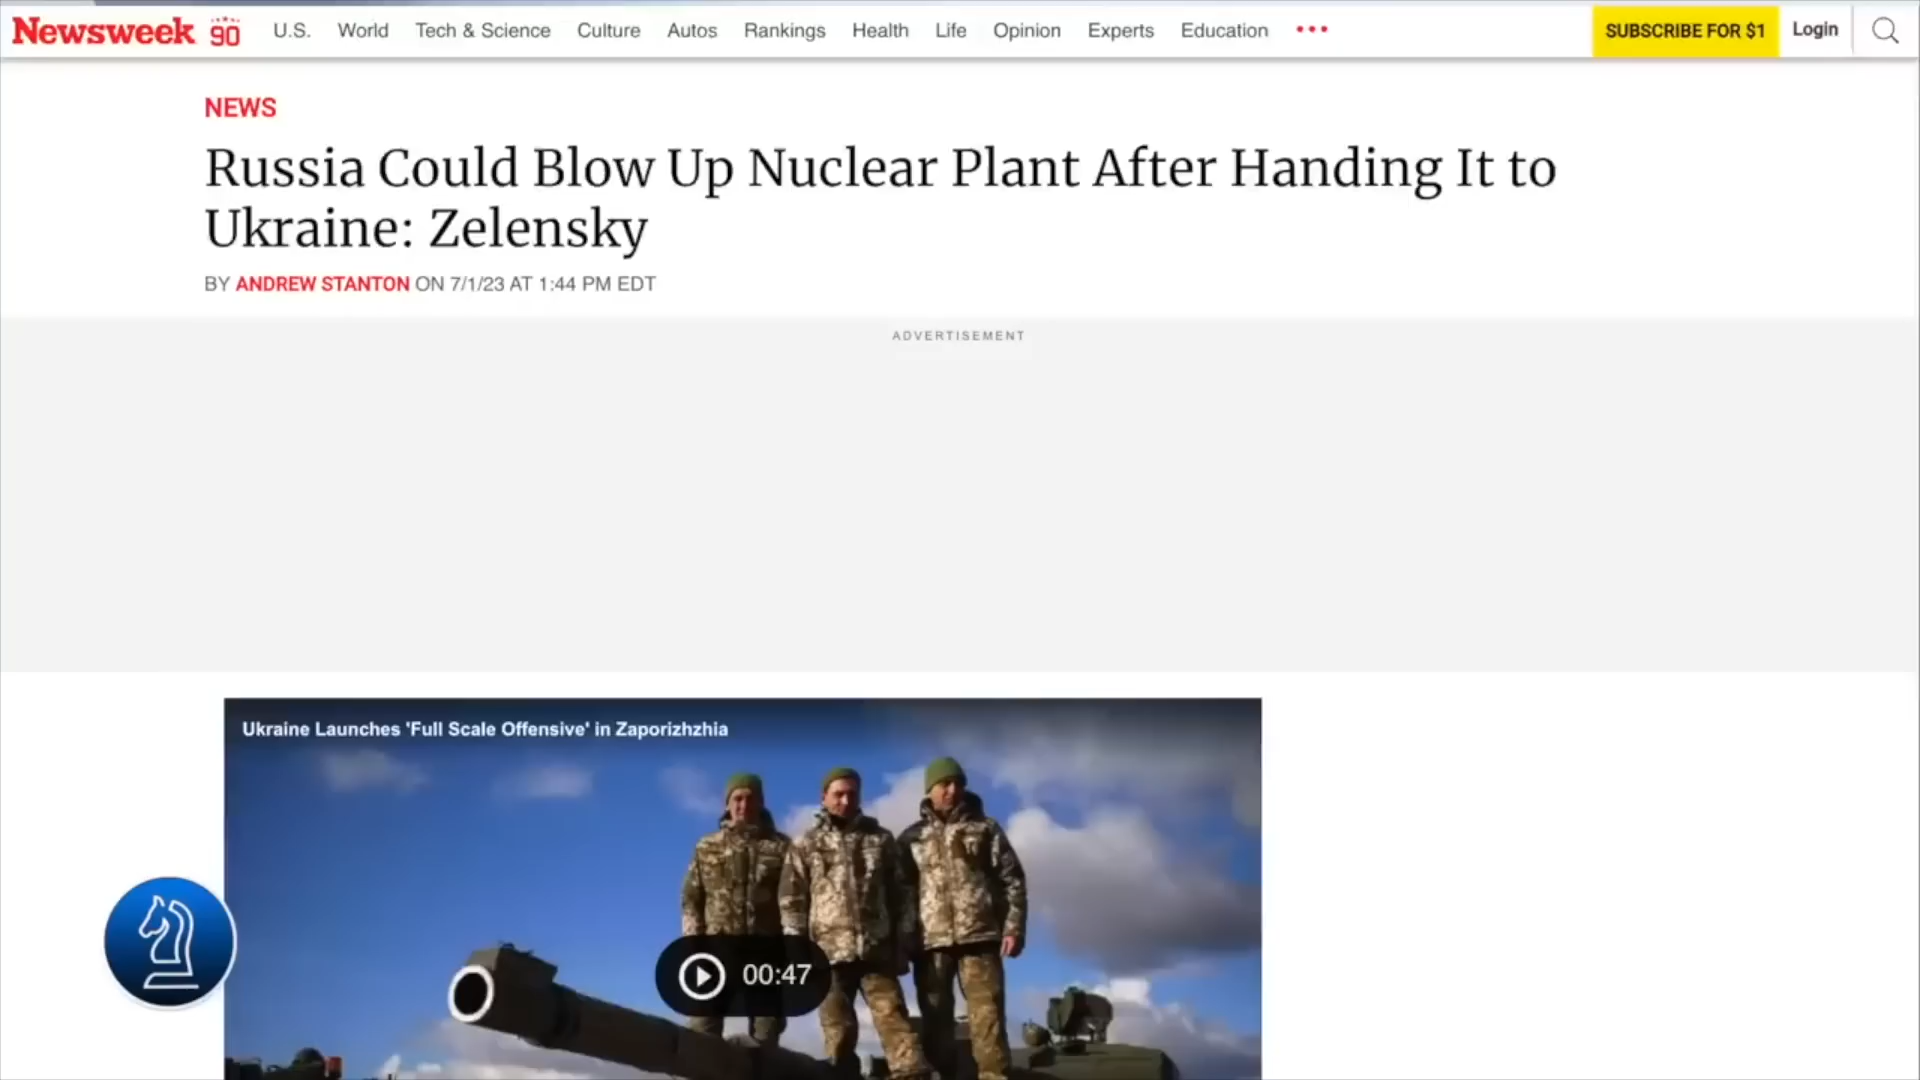 Newsweek 90 U.S. World Tech & Science Culture Autos Rankings Health Life Opinion Experts Education ••• SUBSCRIBE FOR $1 Login
NEWS
Russia Could Blow Up Nuclear Plant After Handing It to
Ukraine: Zelensky
BY ANDREW STANTON ON 7/1/23 AT 1:44 PM EDT
ADVERTISEMENT
Ukraine Launches 'Full Scale Offensive' in Zaporizhzhia
00:47